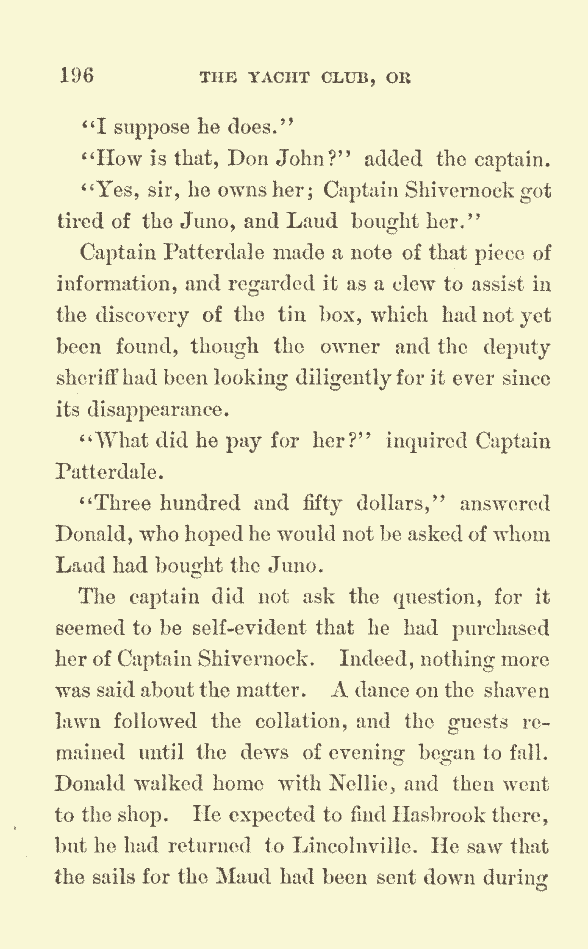 196 THE YACHT CLUB, OR
"I suppose he does."
"How is that, Don John?" added the captain.
"Yes, sir, he owns her; Captain Shivernock got
tired of the Juno, and Laud bought her."
Captain Patterdale made a note of that piece of
information, and regarded it as a clew to assist in
the discovery of the tin box, which had not yet
been found, though the owner and the deputy
sheriff had been looking diligently for it ever since
its disappearance.
"What did he pay for her?" inquired Captain
Patterdale.
"Three hundred and fifty dollars," answered
Donald, who hoped he would not be asked of whom
Laud had bought the Juno.
The captain did not ask the question, for it
seemed to be self-evident that he had purchased
her of Captain Shivernock. Indeed, nothing more
was said about the matter. A dance on the shaven
lawn followed the collation, and the guests re-
mained until the dews of evening began to fall.
Donald walked home with Nellie, and then went
to the shop. He expected to find Hasbrook there,
but he had returned to Lincolnville. He saw that
the sails for the Maud had been sent down during